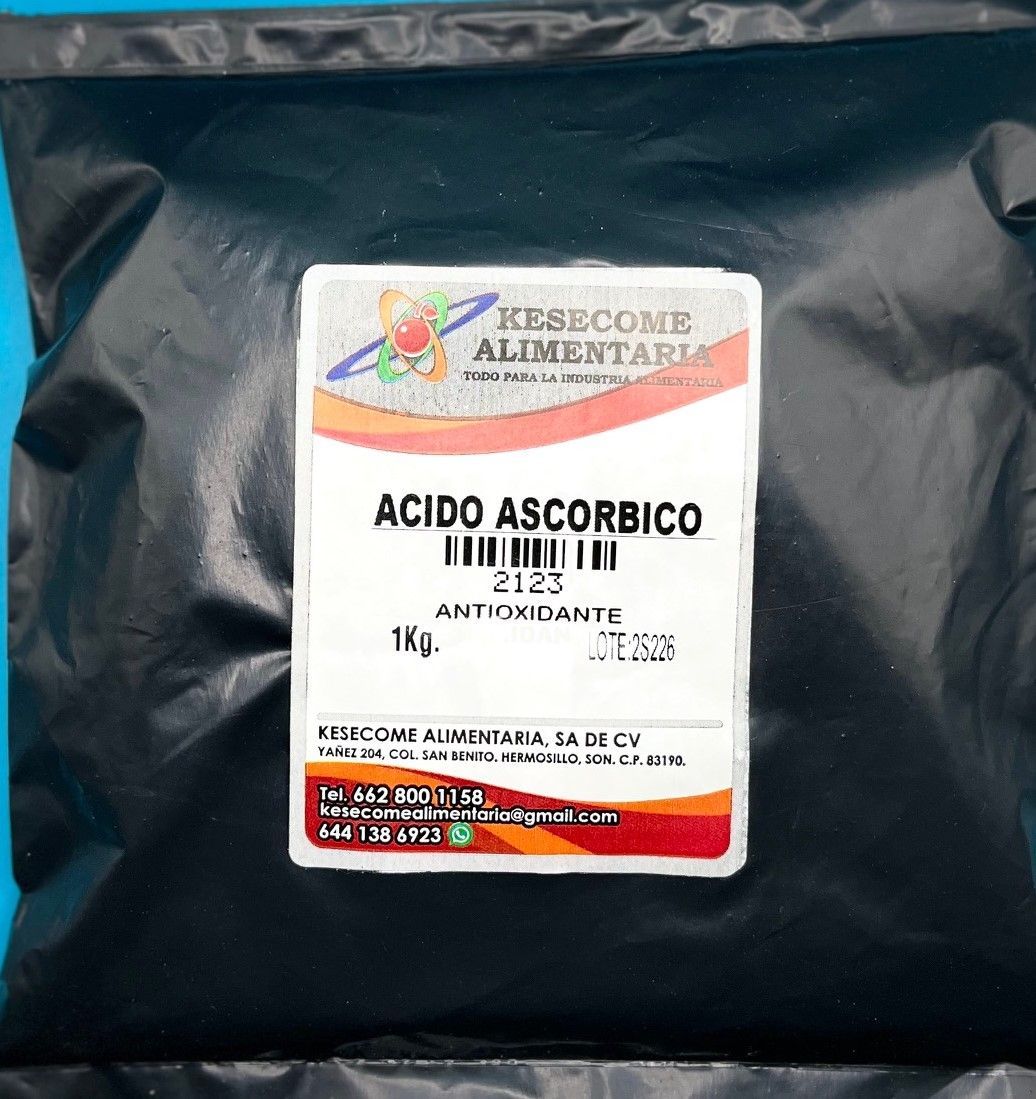 KESECOME
ALIMENTARIA
TODO PARA LA INDUSTRIA ALIMENTARIA
ACIDO ASCORBICO
2123
ANTIOXIDANTE
1Kg. LOTE:2S226
KESECOME ALIMENTARIA, SA DE CV
YAÑEZ 204, COL. SAN BENITO. HERMOSILLO, SON. C.P. 83190.
Tel. 662 800 1158
kesecomealimentaria@gmail.com
644 138 6923